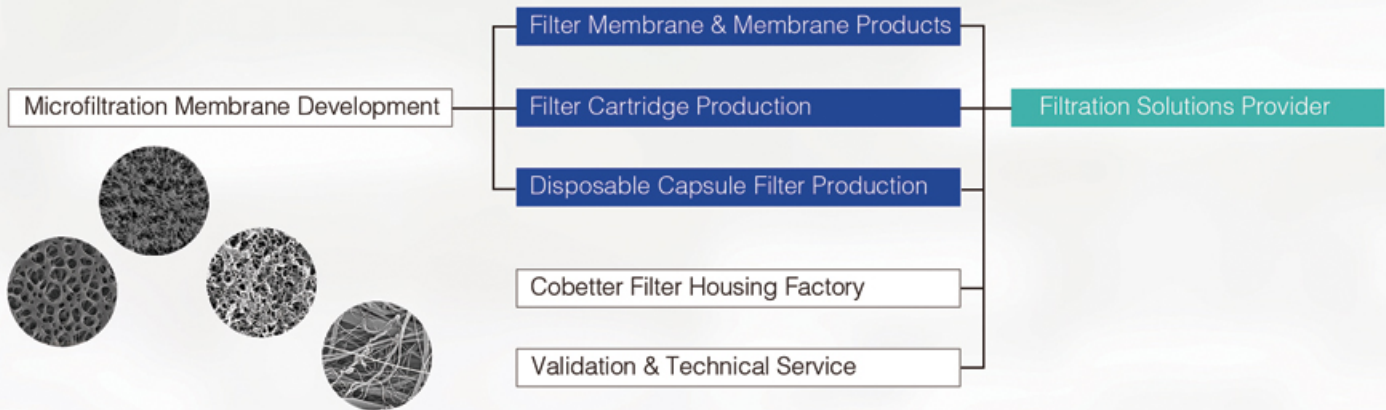 Microfiltration Membrane Development
Filter Membrane & Membrane Products
Filter Cartridge Production
Disposable Capsule Filter Production
Cobetter Filter Housing Factory
Validation & Technical Service
Filtration Solutions Provider